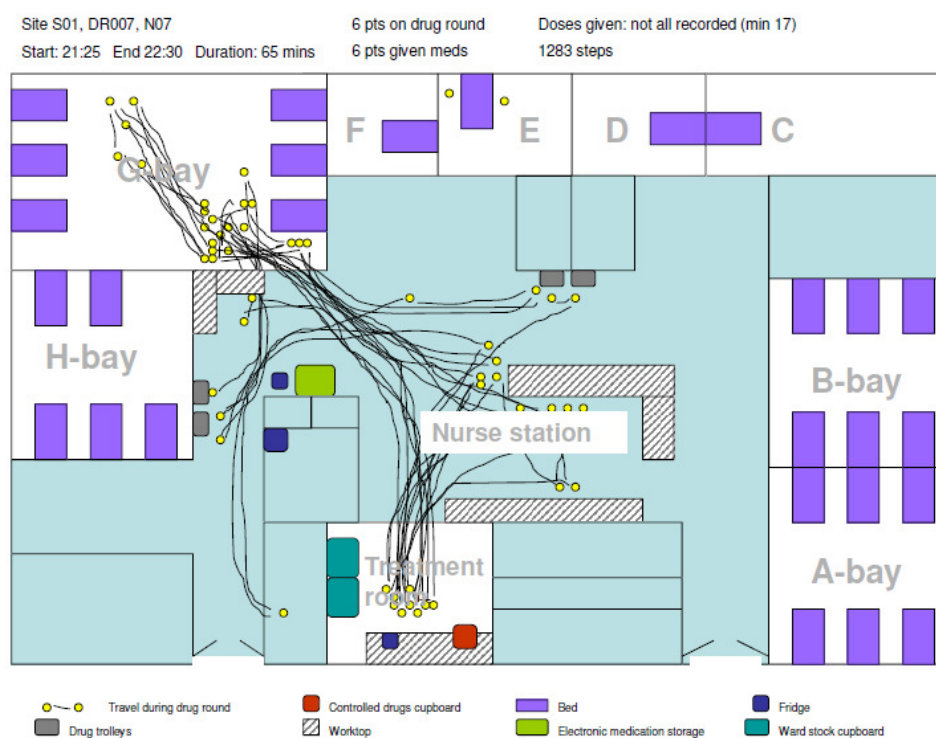 Site S01, DR007, N07 6 pts on drug round Doses given: not all recorded (min 17)
Start: 21:25 End 22:30 Duration: 65 mins 6 pts given meds 1283 steps
F E D C
G-bay
H-bay
B-bay
Nurse station
Treatment
room
A-bay
Travel during drug round Controlled drugs cupboard Bed Fridge
Drug trolleys Worktop Electronic medication storage Ward stock cupboard